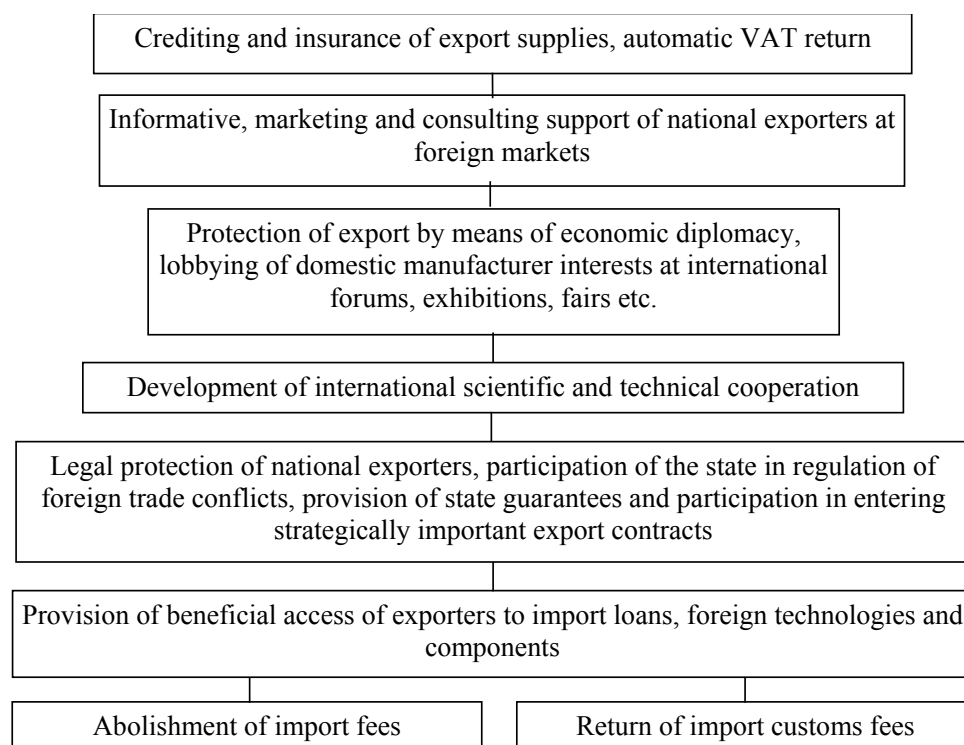 Crediting and insurance of export supplies, automatic VAT return
Informative, marketing and consulting support of national exporters at
foreign markets
Protection of export by means of economic diplomacy,
lobbying of domestic manufacturer interests at international
forums, exhibitions, fairs etc.
Development of international scientific and technical cooperation
Legal protection of national exporters, participation of the state in regulation of
foreign trade conflicts, provision of state guarantees and participation in entering
strategically important export contracts
Provision of beneficial access of exporters to import loans, foreign technologies and
components
Abolishment of import fees
Return of import customs fees